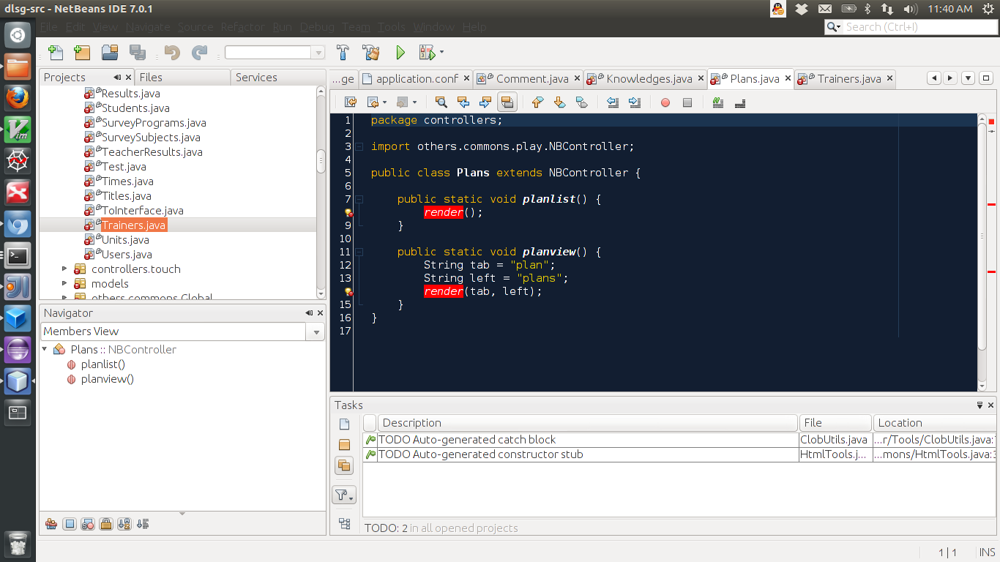 dlsg-src - NetBeans IDE 7.0.1
11:40 AM
File Edit View Navigate Source Refactor Run Debug Team Tools Window Help
Search (Ctrl+I)
Projects
Files
Services
...ge
application.conf
Comment.java
Knowledges.java
Plans.java
Trainers.java
Results.java
Students.java
SurveyPrograms.java
SurveySubjects.java
TeacherResults.java
Test.java
Times.java
Titles.java
ToInterface.java
Trainers.java
Units.java
Users.java
controllers.touch
models
others.commons.Global
1 package controllers;
2
3 import others.commons.play.NBController;
4
5 public class Plans extends NBController {
6
7 public static void planlist() {
render();
9 }
10
11 public static void planview() {
12 String tab = "plan";
13 String left = "plans";
render(tab, left);
15 }
16 }
17
Navigator
Members View
Plans :: NBController
planlist()
planview()
Tasks
Description File Location
TODO Auto-generated catch block ClobUtils.java ...r/Tools/ClobUtils.java:
TODO Auto-generated constructor stub HtmlTools.j... ...mons/HtmlTools.java:3
TODO: 2 in all opened projects
1 | 1 INS